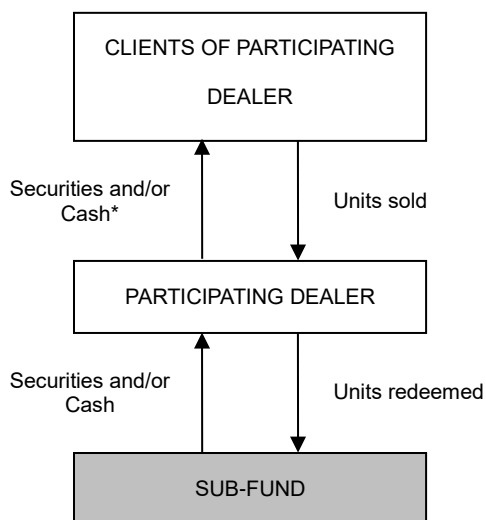 CLIENTS OF PARTICIPATING
DEALER
Securities and/or
Cash*
Units sold
PARTICIPATING DEALER
Securities and/or
Cash
Units redeemed
SUB-FUND